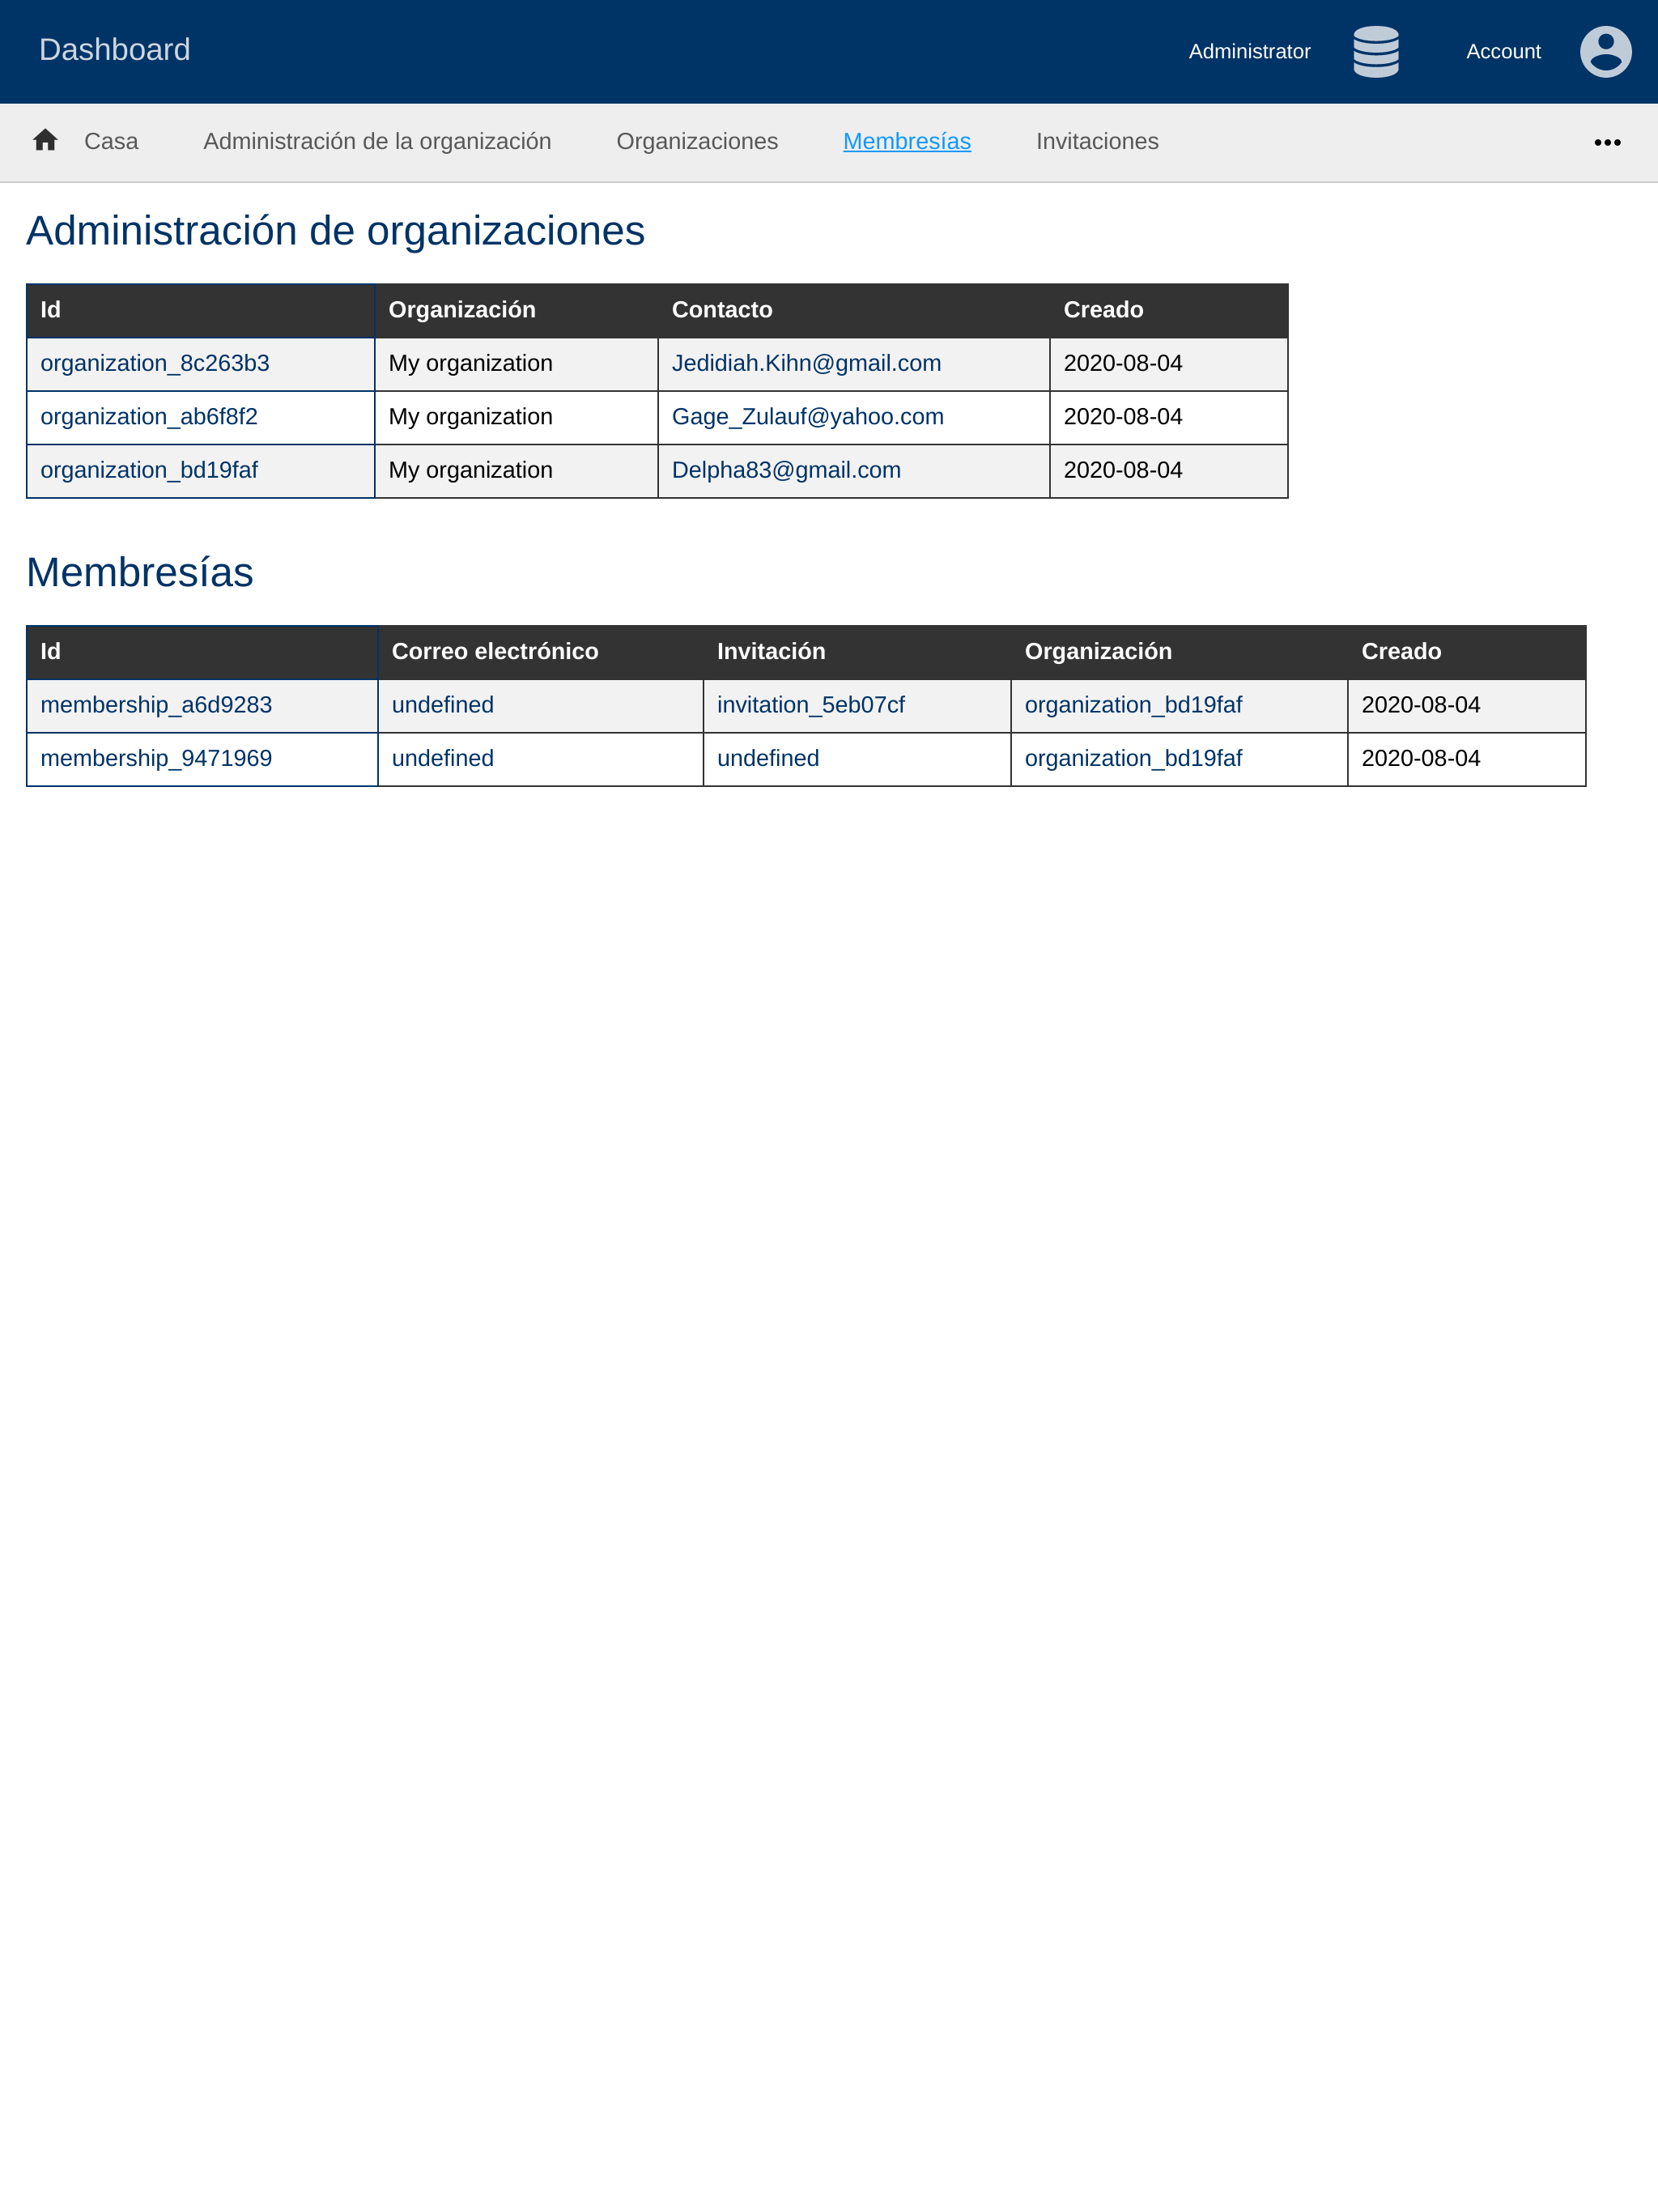 Dashboard Administrator Account
Casa Administración de la organización Organizaciones Membresías Invitaciones
Administración de organizaciones
Id Organización Contacto Creado
organization_8c263b3 My organization Jedidiah.Kihn@gmail.com 2020-08-04
organization_ab6f8f2 My organization Gage_Zulauf@yahoo.com 2020-08-04
organization_bd19faf My organization Delpha83@gmail.com 2020-08-04
Membresías
Id Correo electrónico Invitación Organización Creado
membership_a6d9283 undefined invitation_5eb07cf organization_bd19faf 2020-08-04
membership_9471969 undefined undefined organization_bd19faf 2020-08-04